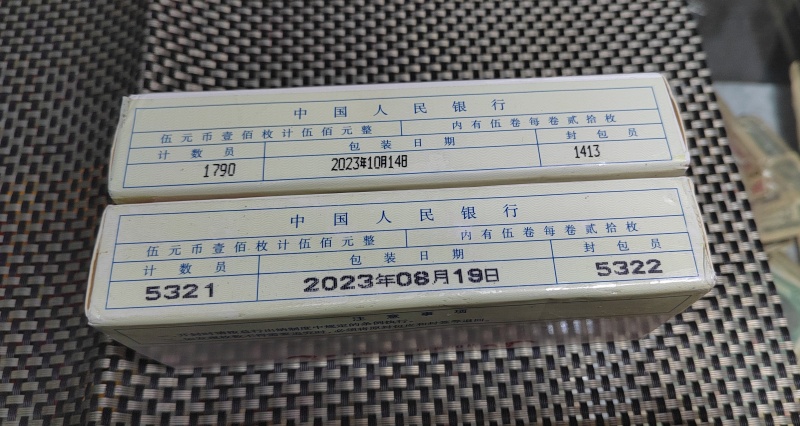 中国人民银行
伍元币壹佰枚计伍佰元整 内有伍卷每卷贰拾枚
计数员 包装日期 封包员
1790 2023年10月14日 1413
中国人民银行
伍元币壹佰枚计伍佰元整 内有伍卷每卷贰拾枚
计数员 包装日期 封包员
5321 2023年08月19日 5322
注意事项